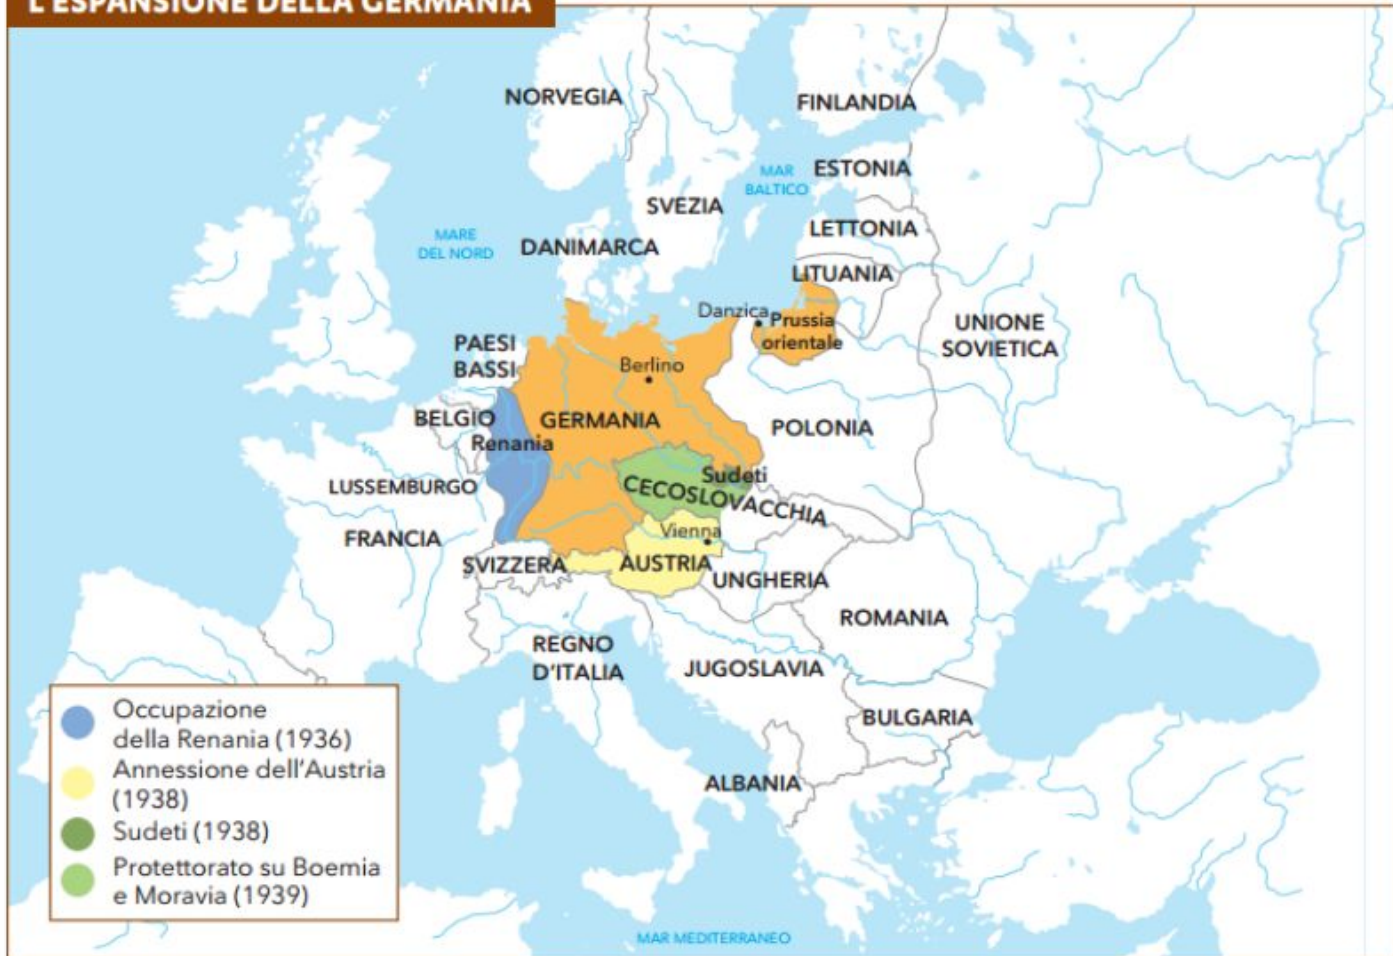 L'ESPANSIONE DELLA GERMANIA
NORVEGIA
FINLANDIA
MAR
BALTICO
ESTONIA
SVEZIA
LETTONIA
MARE
DEL NORD
DANIMARCA
LITUANIA
Danzica
Prussia
orientale
UNIONE
SOVIETICA
PAESI
BASSI
Berlino
BELGIO
GERMANIA
POLONIA
Renania
Sudeti
LUSSEMBURGO
CECOSLOVACCHIA
FRANCIA
Vienna
SVIZZERA
AUSTRIA
UNGHERIA
ROMANIA
REGNO
D'ITALIA
JUGOSLAVIA
BULGARIA
ALBANIA
MAR MEDITERRANEO
Occupazione
della Renania (1936)
Annessione dell'Austria
(1938)
Sudeti (1938)
Protettorato su Boemia
e Moravia (1939)